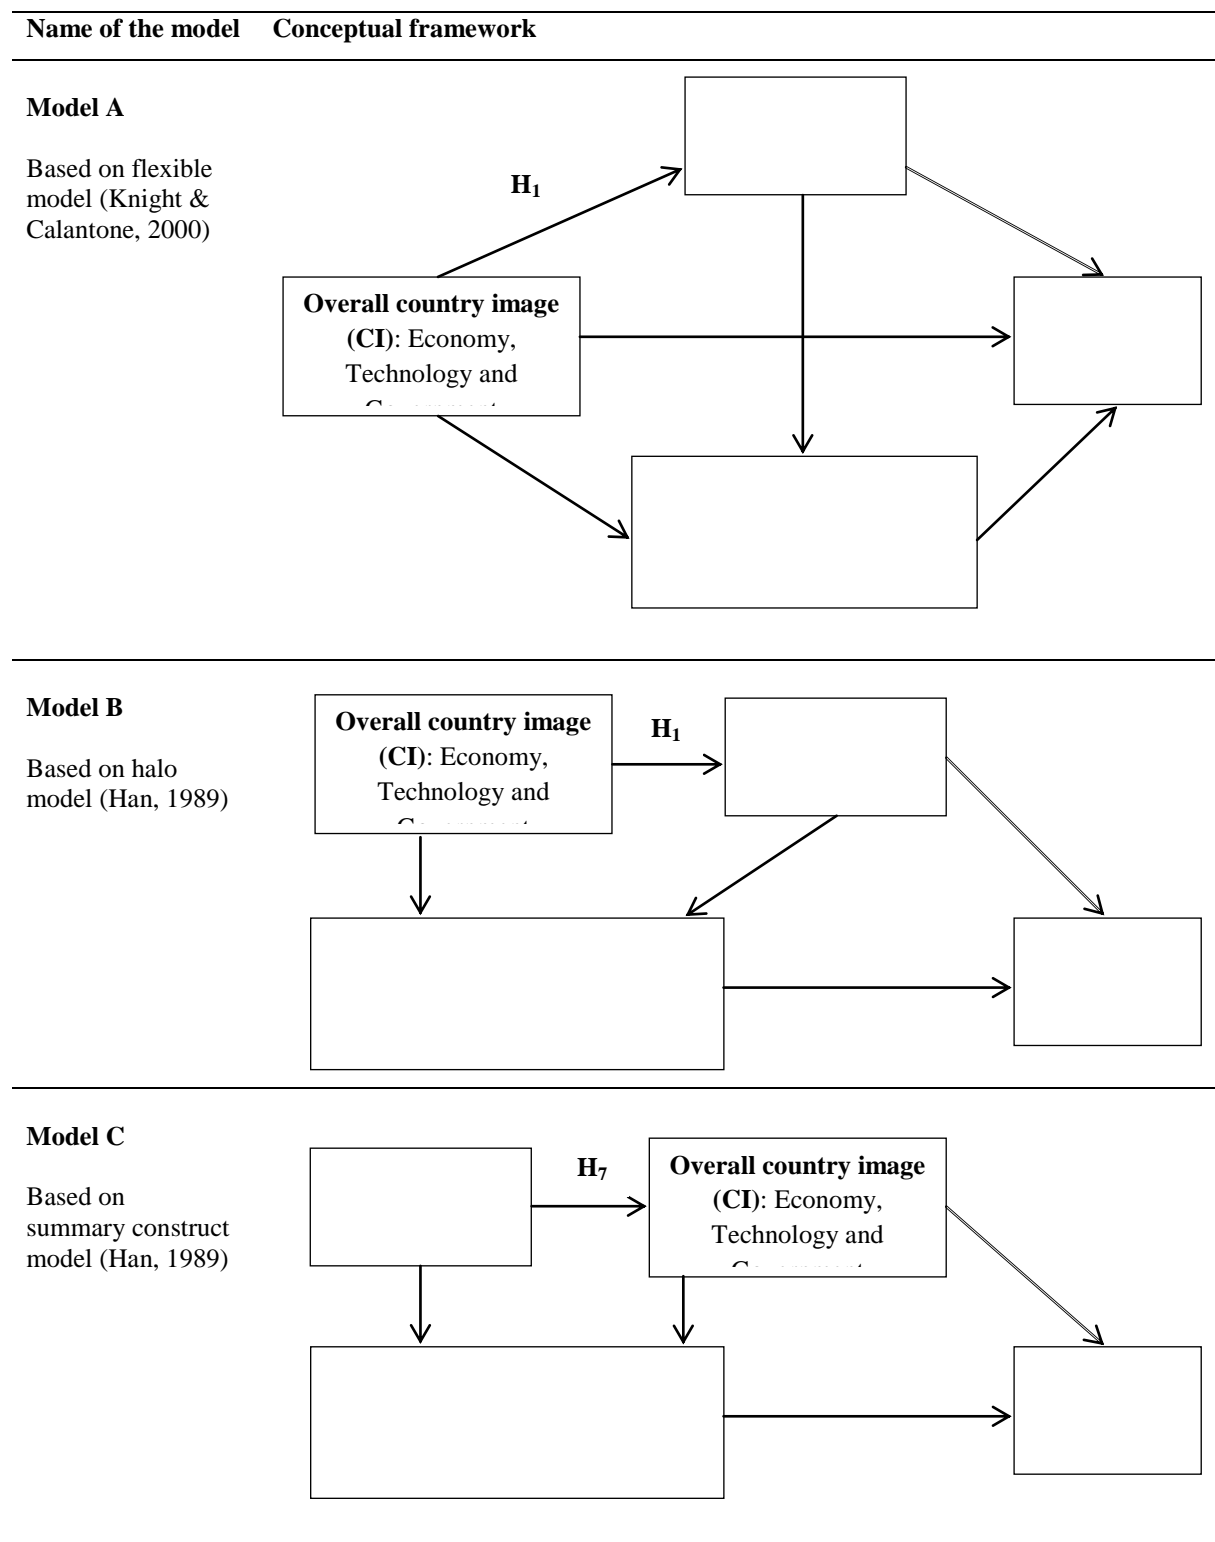 Name of the model Conceptual framework
Model A
Based on flexible
model (Knight &
Calantone, 2000)
H1
Overall country image
(CI): Economy,
Technology and
Model B
Based on halo
model (Han, 1989)
Overall country image
(CI): Economy,
Technology and
H1
Model C
Based on
summary construct
model (Han, 1989)
H7
Overall country image
(CI): Economy,
Technology and